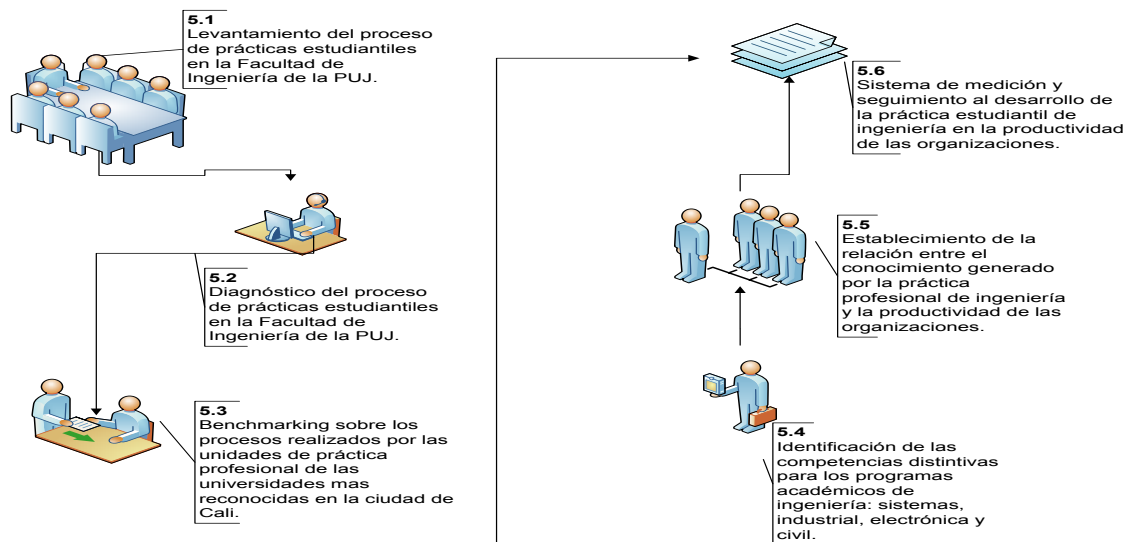 5.1
Levantamiento del proceso
de prácticas estudiantiles
en la Facultad de
Ingeniería de la PUJ.
5.2
Diagnóstico del proceso
de prácticas estudiantiles
en la Facultad de
Ingeniería de la PUJ.
5.3
Benchmarking sobre los
procesos realizados por las
unidades de práctica
profesional de las
universidades mas
reconocidas en la ciudad de
Cali.
5.6
Sistema de medición y
seguimiento al desarrollo de
la práctica estudiantil de
ingeniería en la productividad
de las organizaciones.
5.5
Establecimiento de la
relación entre el
conocimiento generado
por la práctica
profesional de ingeniería
y la productividad de las
organizaciones.
5.4
Identificación de las
competencias distintivas
para los programas
académicos de
ingeniería: sistemas,
industrial, electrónica y
civil.